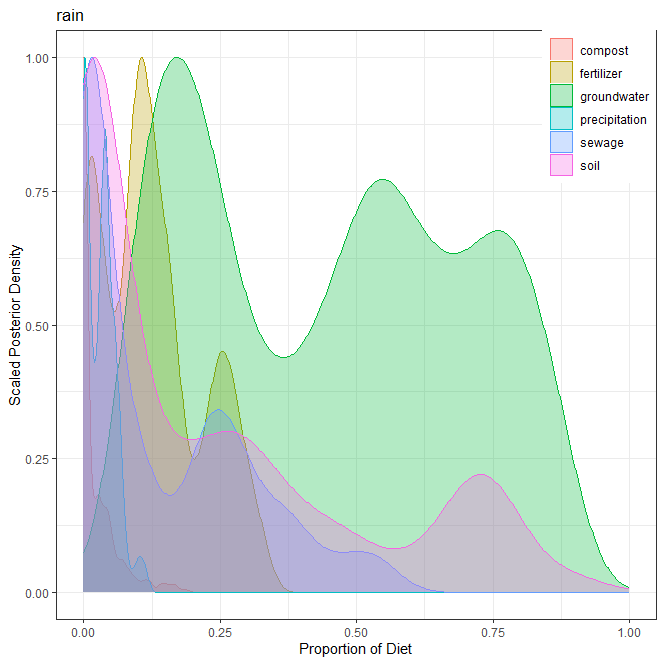 rain
compost
fertilizer
groundwater
precipitation
sewage
soil
1.00
0.75
0.50
0.25
0.00
Scaled Posterior Density
0.00 0.25 0.50 0.75 1.00
Proportion of Diet